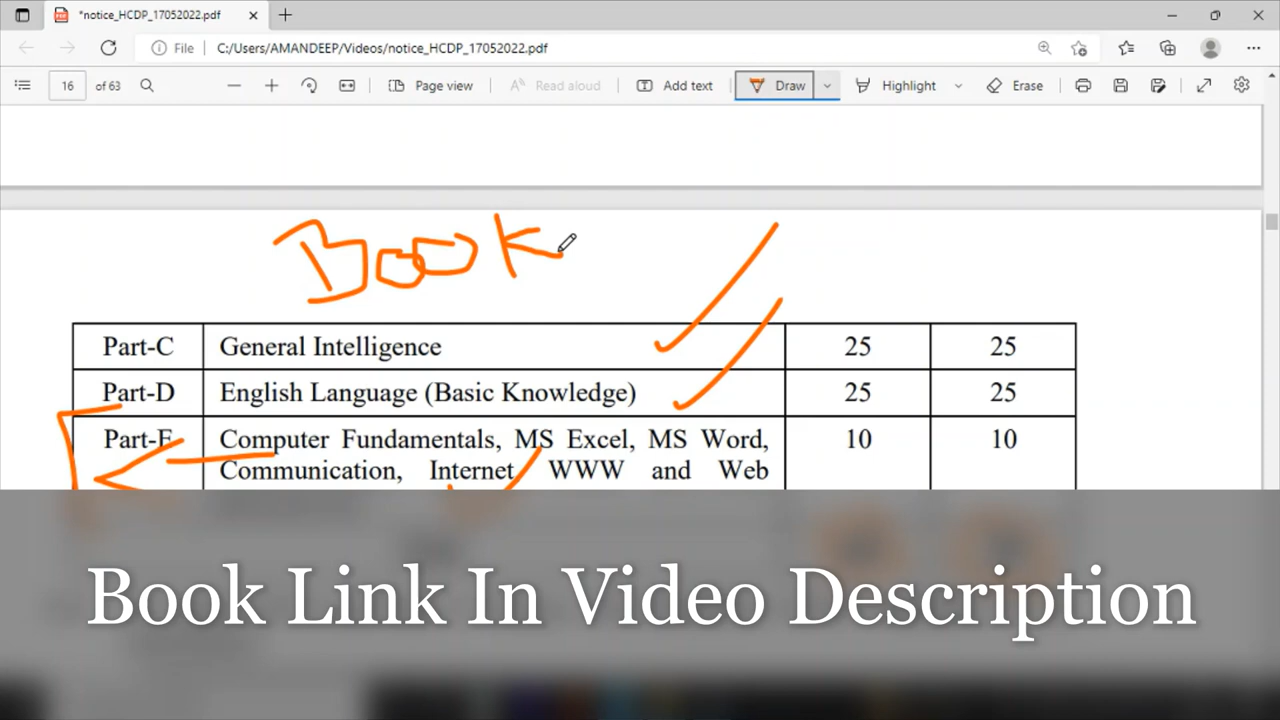 *notice_HCDP_17052022.pdf
File C:/Users/AMANDEEP/Videos/notice_HCDP_17052022.pdf
16 of 63 Page view Read aloud Add text Draw Highlight Erase
Book
Part-C General Intelligence 25 25
Part-D English Language (Basic Knowledge) 25 25
Part-E Computer Fundamentals, MS Excel, MS Word, 10 10
Communication, Internet WWW and Web
Book Link In Video Description